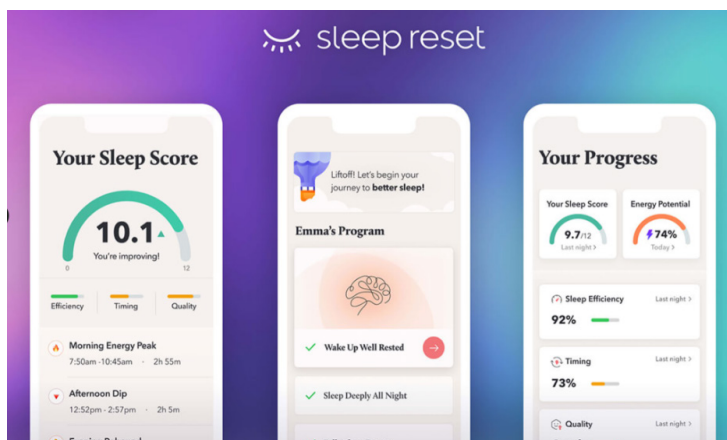 sleep reset
Your Sleep Score
10.1
You're improving!
0
12
Efficiency
Timing
Quality
Morning Energy Peak
7:50am -10:45am · 2h 55m
Afternoon Dip
12:52pm - 2:57pm · 2h 5m
Liftoff! Let's begin your
journey to better sleep!
Emma's Program
Wake Up Well Rested
Sleep Deeply All Night
Your Progress
Your Sleep Score
9.7/12
Last night >
Energy Potential
74%
Today >
Sleep Efficiency
Last night >
92%
Timing
Last night >
73%
Quality
Last night >